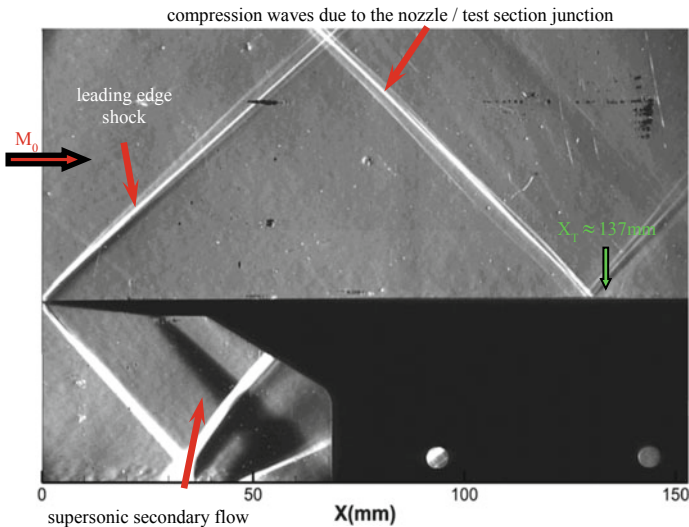 compression waves due to the nozzle / test section junction
leading edge
shock
M₀
X_T ≈ 137mm
supersonic secondary flow
0
50
100
150
X(mm)